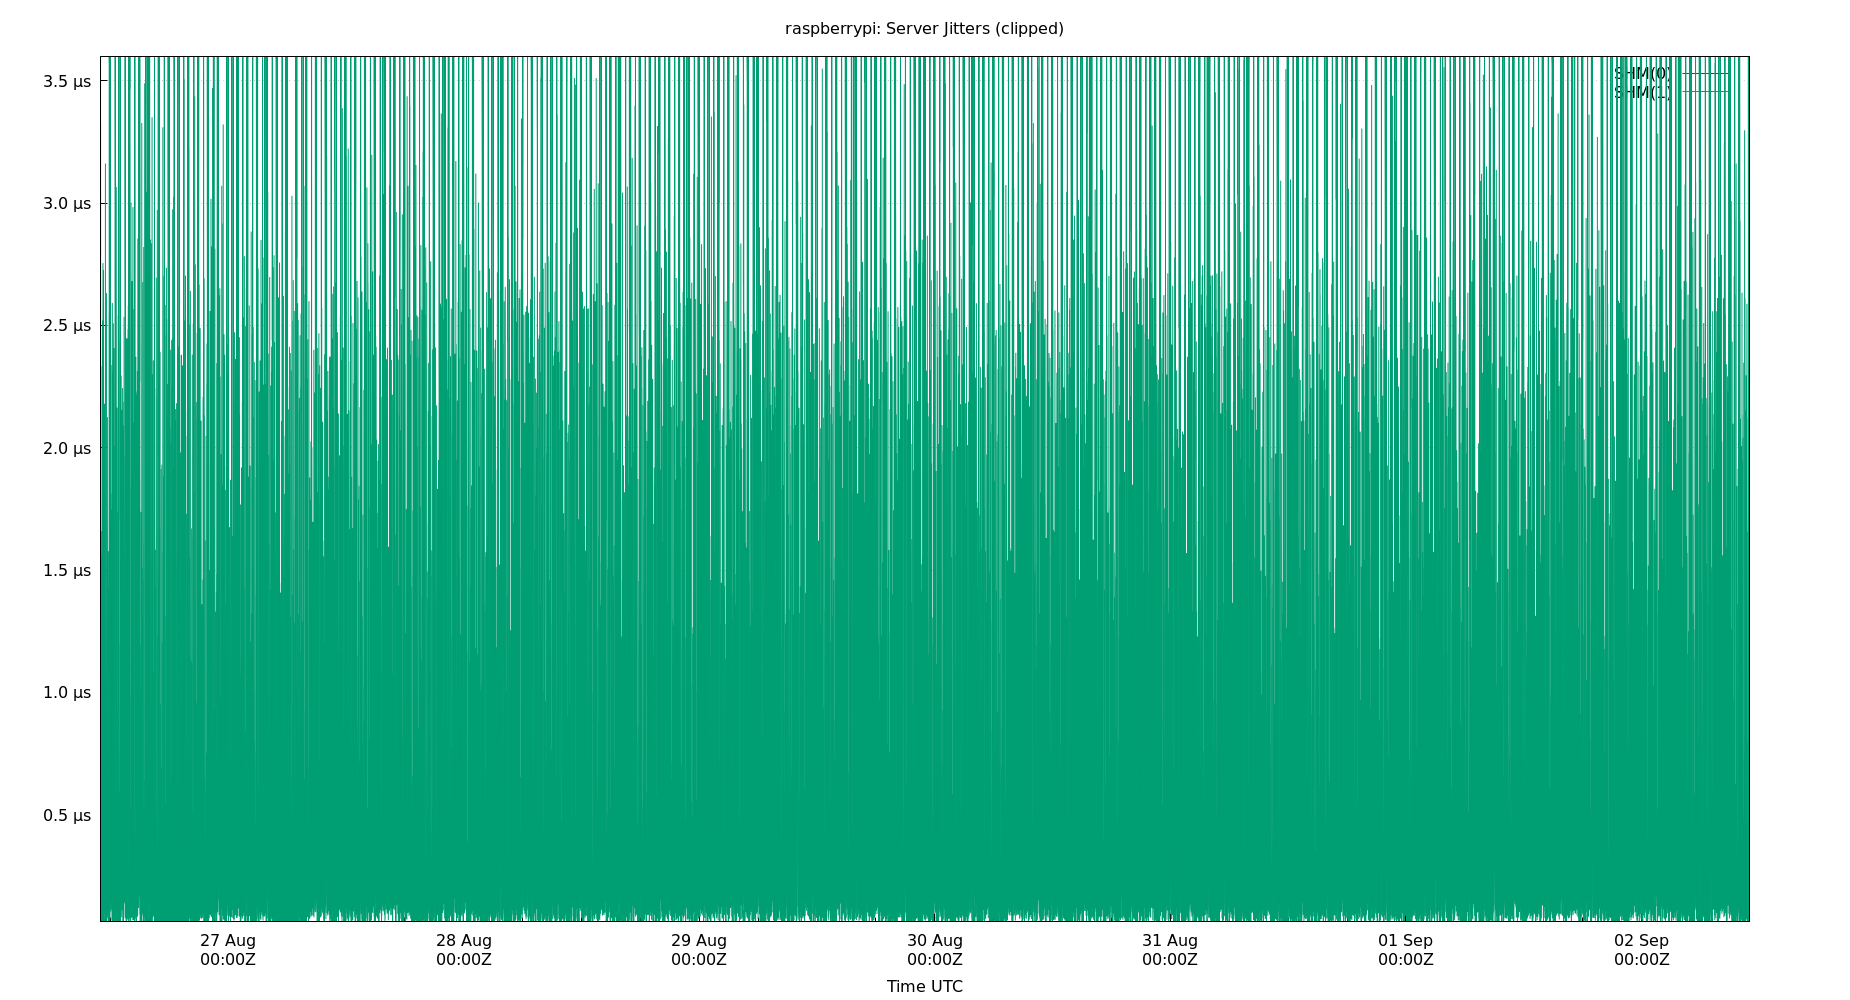 raspberrypi: Server Jitters (clipped)
3.5 µs
3.0 µs
2.5 µs
2.0 µs
1.5 µs
1.0 µs
0.5 µs
SHM(0)
SHM(1)
27 Aug
00:00Z
28 Aug
00:00Z
29 Aug
00:00Z
30 Aug
00:00Z
31 Aug
00:00Z
01 Sep
00:00Z
02 Sep
00:00Z
Time UTC